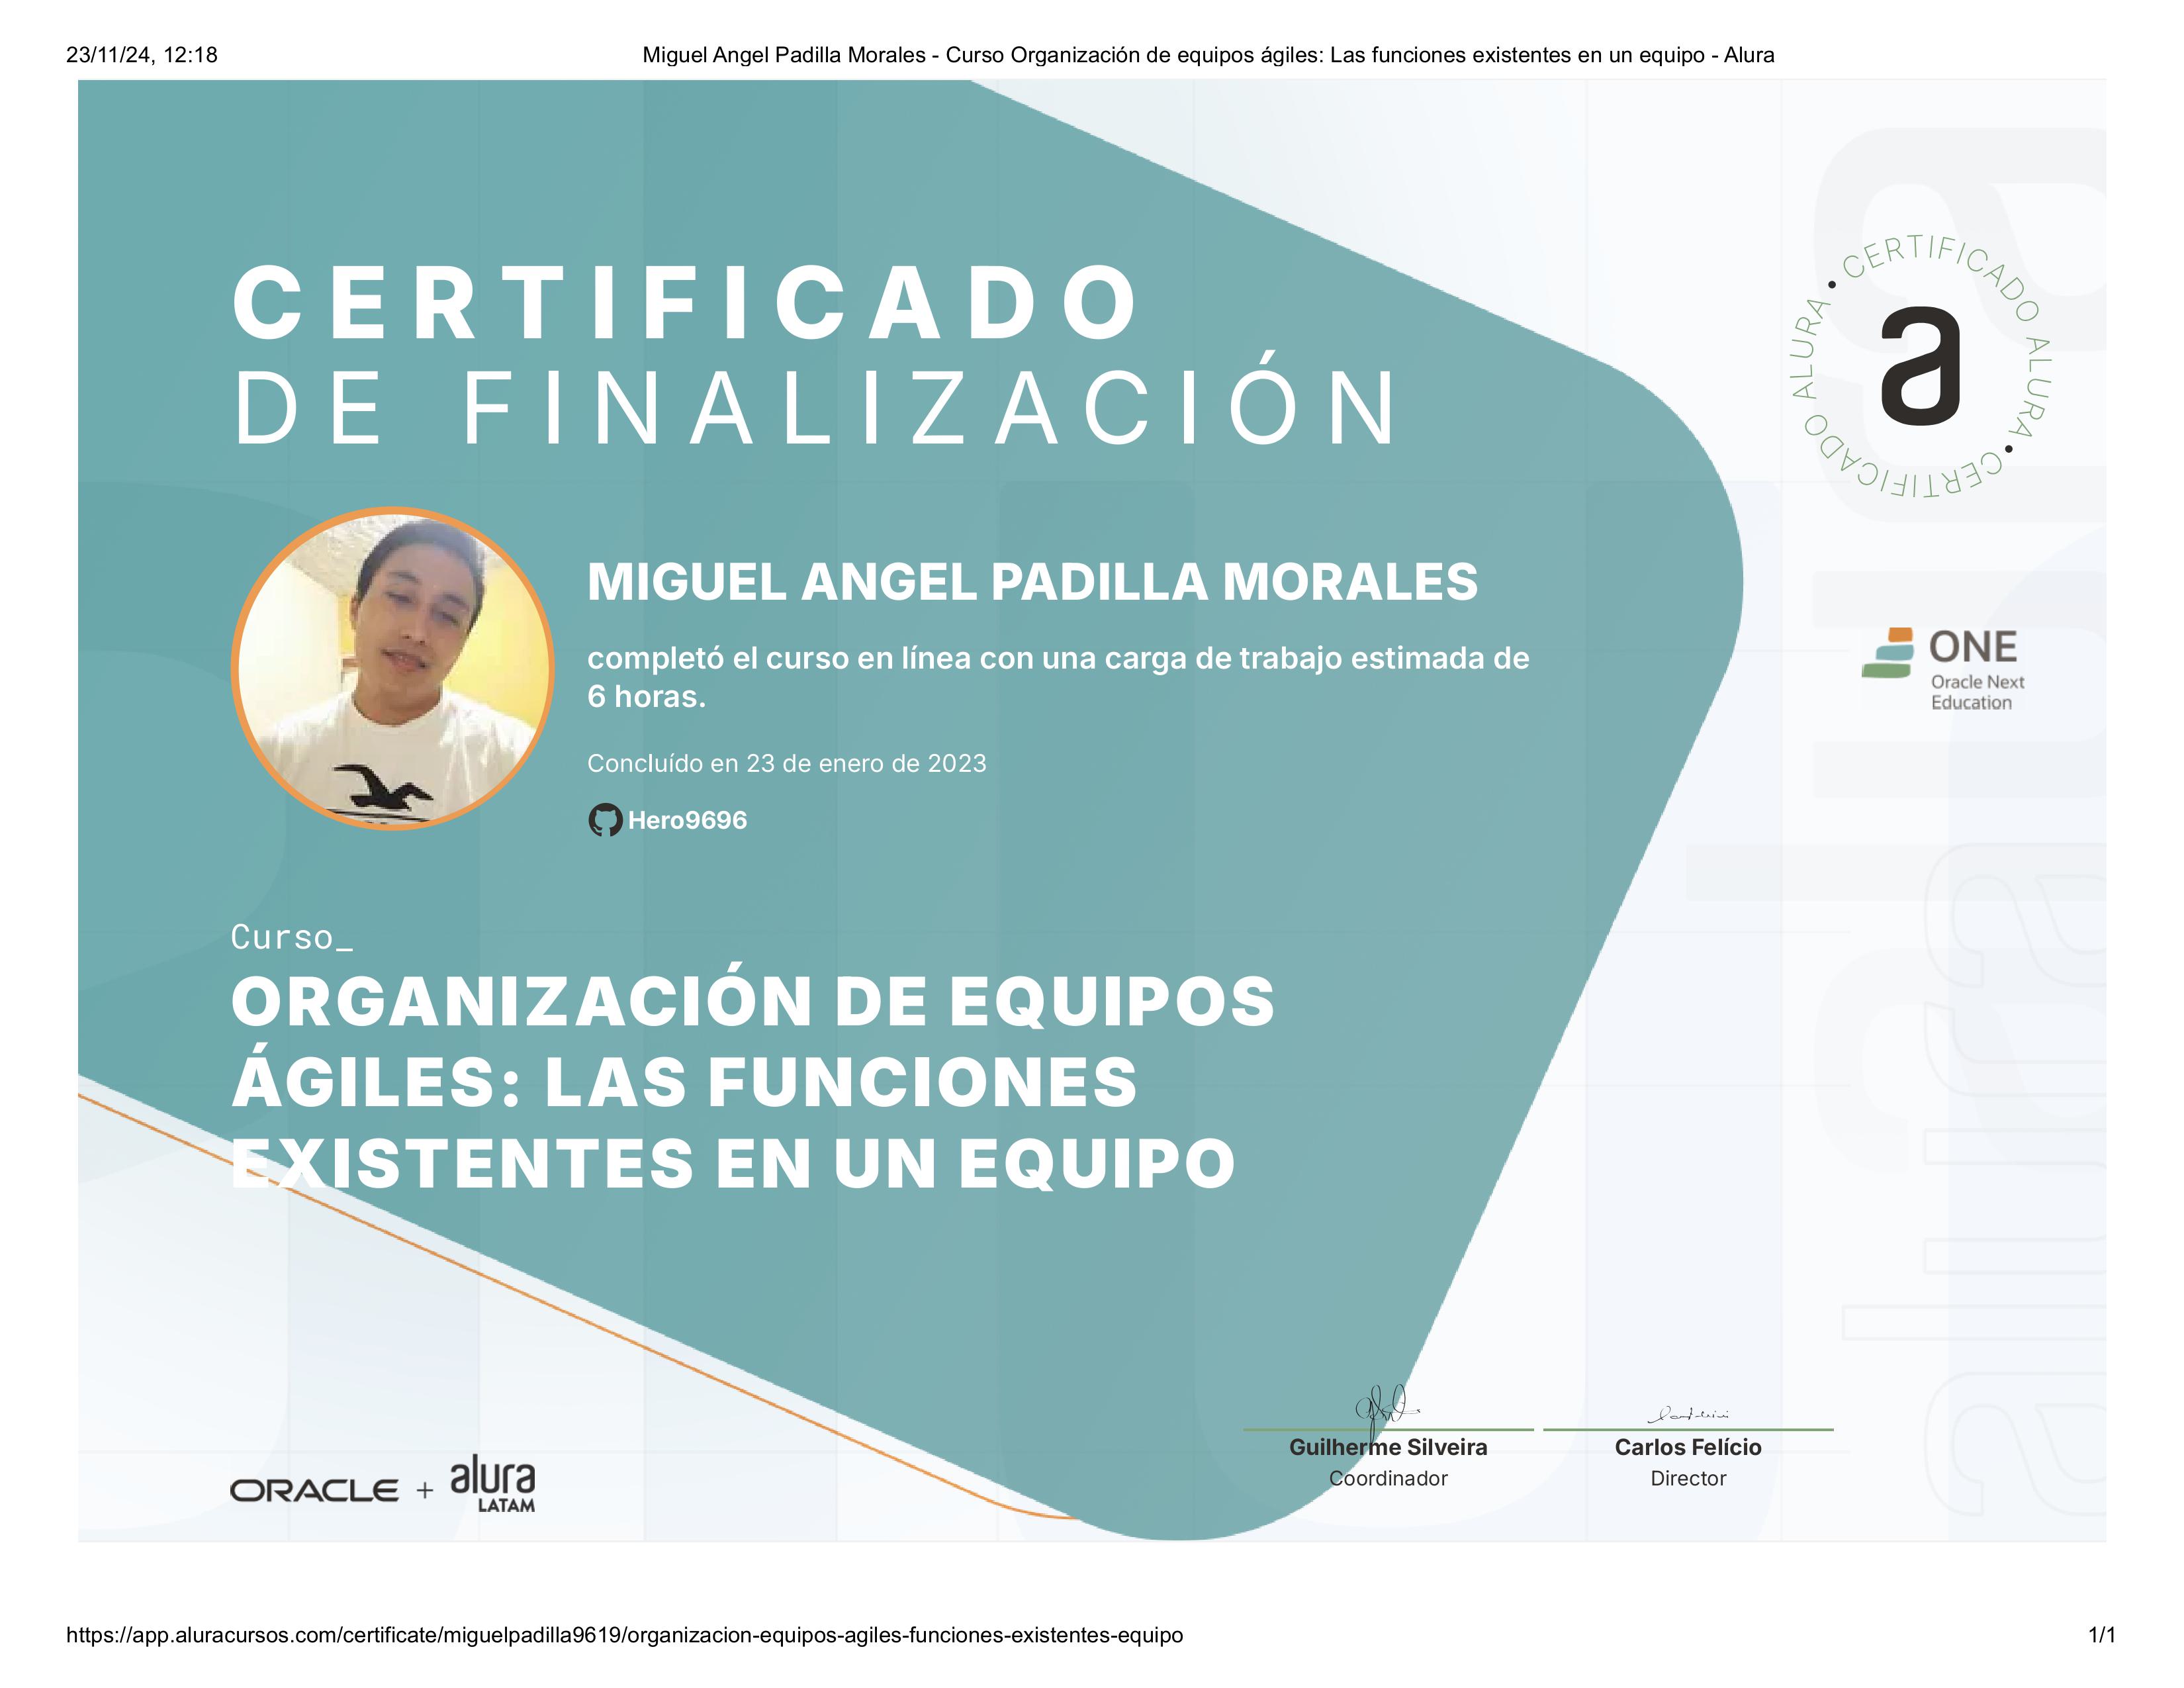 23/11/24, 12:18
Miguel Angel Padilla Morales - Curso Organización de equipos ágiles: Las funciones existentes en un equipo - Alura
CERTIFICADO
DE FINALIZACIÓN
CERTIFICADO ALURA • CERTIFICADO ALURA •
a
MIGUEL ANGEL PADILLA MORALES
completó el curso en línea con una carga de trabajo estimada de
6 horas.
Concluído en 23 de enero de 2023
Hero9696
ONE
Oracle Next
Education
Curso_
ORGANIZACIÓN DE EQUIPOS
ÁGILES: LAS FUNCIONES
EXISTENTES EN UN EQUIPO
alura
Guilherme Silveira
Coordinador
Carlos Felício
Director
ORACLE + alura
LATAM
https://app.aluracursos.com/certificate/miguelpadilla9619/organizacion-equipos-agiles-funciones-existentes-equipo
1/1